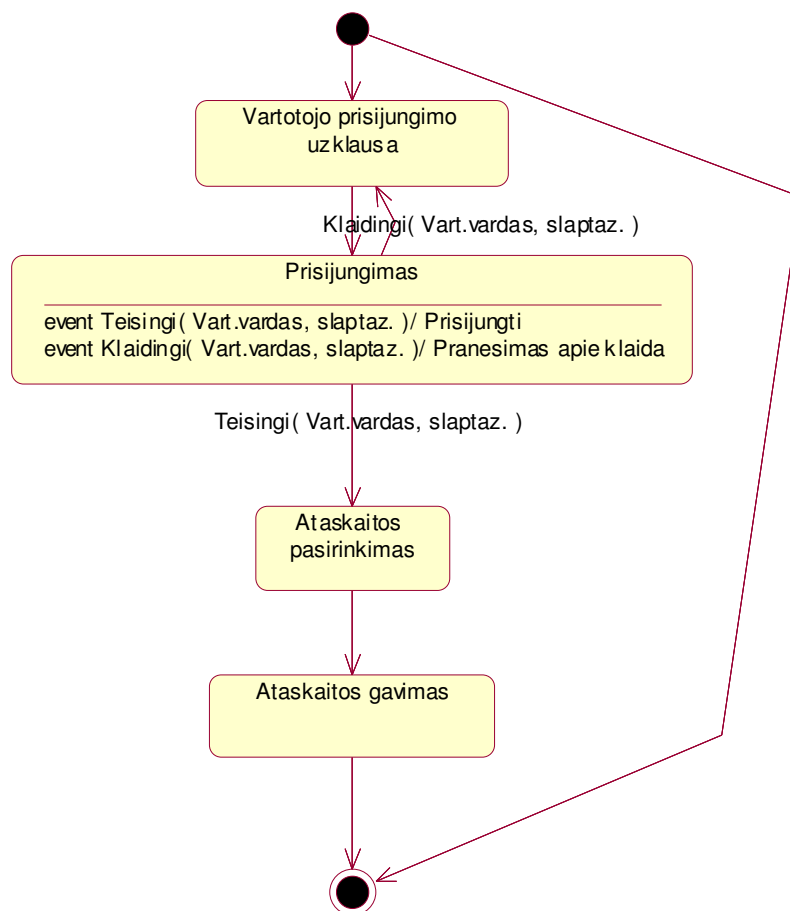 Vartotojo prisijungimo
uzklausa
Klaidingi( Vart.vardas, slaptaz. )
Prisijungimas
event Teisingi( Vart.vardas, slaptaz. )/ Prisijungti
event Klaidingi( Vart.vardas, slaptaz. )/ Pranesimas apie klaida
Teisingi( Vart.vardas, slaptaz. )
Ataskaitos
pasirinkimas
Ataskaitos gavimas